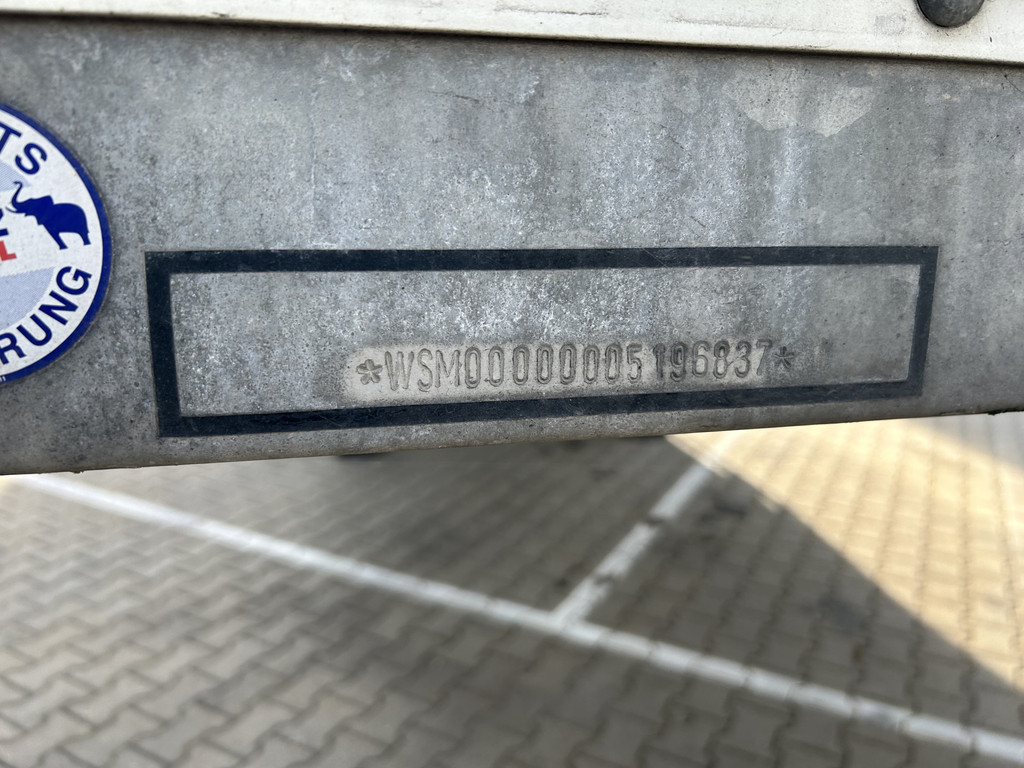 TS
L
RUNG
*WSM00000005196837*